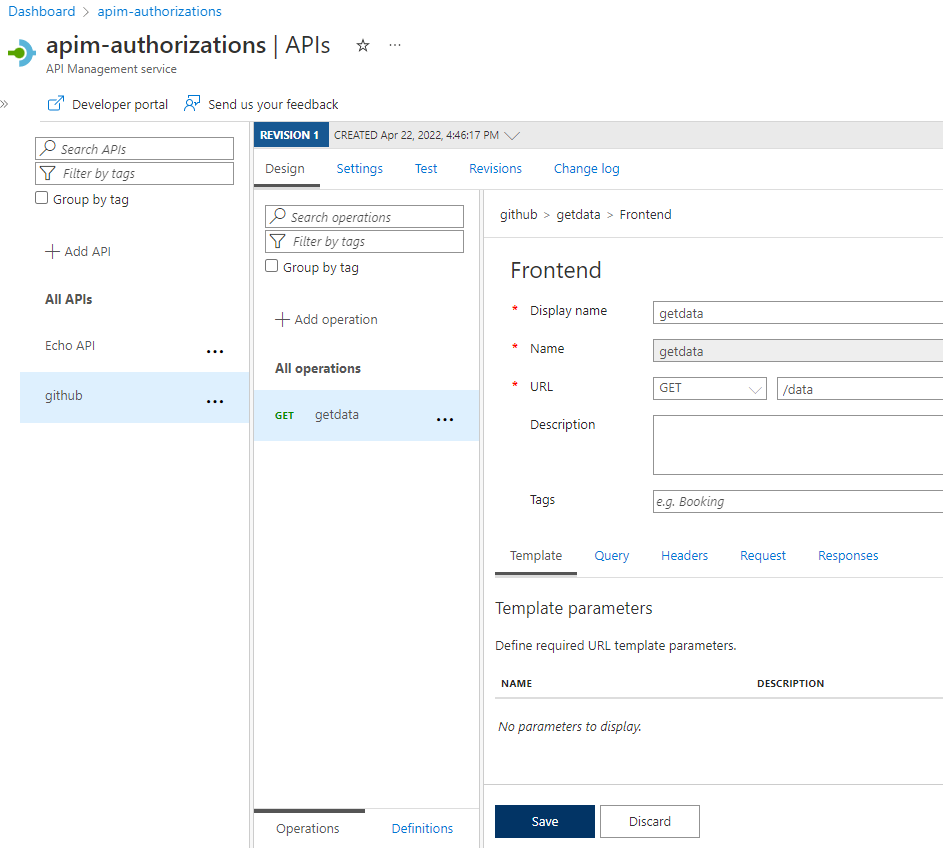 Dashboard > apim-authorizations
apim-authorizations | APIs ☆ ...
API Management service
» Developer portal Send us your feedback
Search APIs
Filter by tags
Group by tag
+ Add API
All APIs
Echo API ...
github ...
REVISION 1 CREATED Apr 22, 2022, 4:46:17 PM
Design Settings Test Revisions Change log
Search operations
Filter by tags
Group by tag
+ Add operation
All operations
GET getdata ...
Operations Definitions
github > getdata > Frontend
Frontend
* Display name getdata
* Name getdata
* URL GET /data
Description
Tags e.g. Booking
Template Query Headers Request Responses
Template parameters
Define required URL template parameters.
NAME DESCRIPTION
No parameters to display.
Save Discard